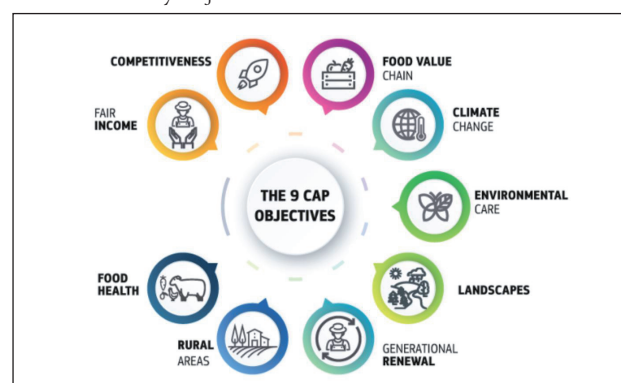 COMPETITIVENESS
FOOD VALUE
CHAIN
FAIR
INCOME
CLIMATE
CHANGE
THE 9 CAP
OBJECTIVES
ENVIRONMENTAL
CARE
FOOD
HEALTH
LANDSCAPES
RURAL
AREAS
GENERATIONAL
RENEWAL